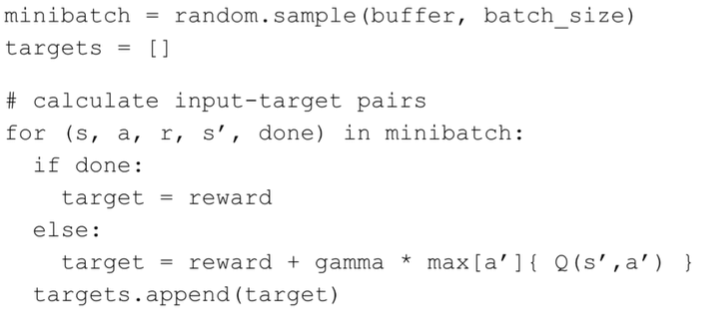 minibatch = random.sample(buffer, batch_size)
targets = []
# calculate input-target pairs
for (s, a, r, s′, done) in minibatch:
  if done:
    target = reward
  else:
    target = reward + gamma * max[a′]{ Q(s′,a′) }
  targets.append(target)